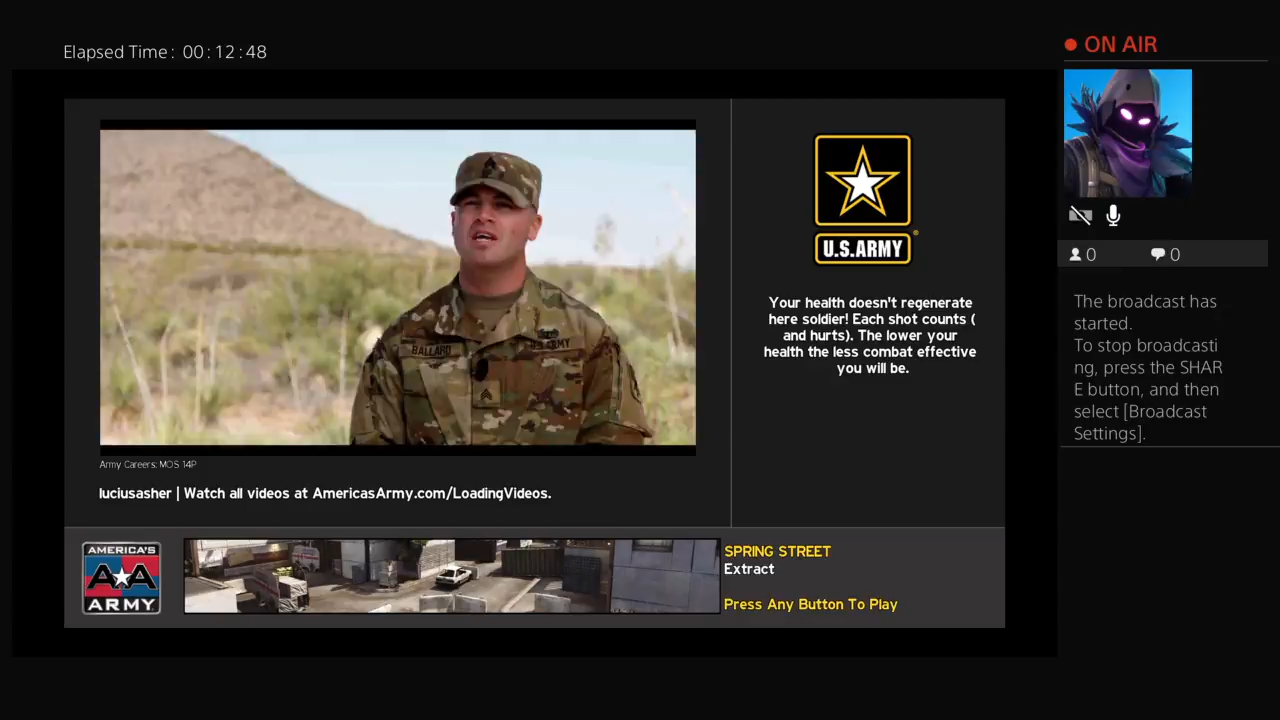 Elapsed Time: 00:12:48
ON AIR
0 0
The broadcast has
started.
To stop broadcasti
ng, press the SHAR
E button, and then
select [Broadcast
Settings].
BALLARD
U.S. ARMY
U.S.ARMY
Your health doesn't regenerate
here soldier! Each shot counts (
and hurts). The lower your
health the less combat effective
you will be.
Army Careers: MOS 14P
luciusasher | Watch all videos at AmericasArmy.com/LoadingVideos.
AMERICA'S
AA
ARMY
SPRING STREET
Extract
Press Any Button To Play